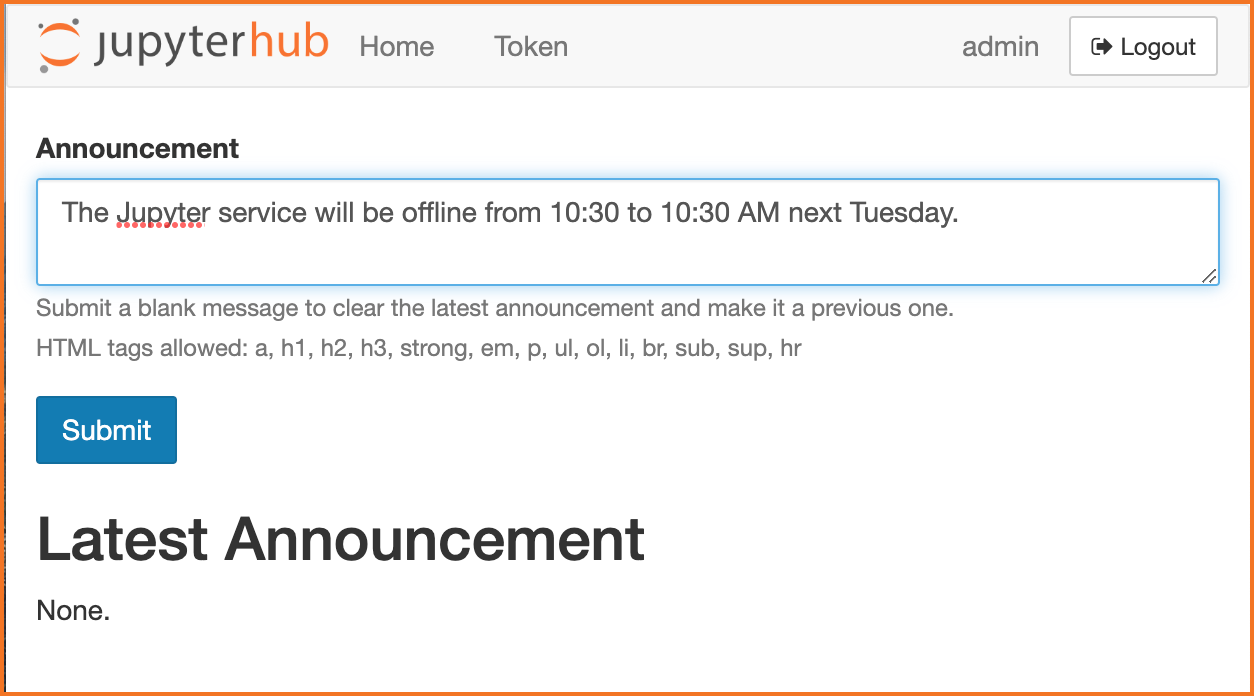 jupyterhub Home Token admin Logout
Announcement
The Jupyter service will be offline from 10:30 to 10:30 AM next Tuesday.
Submit a blank message to clear the latest announcement and make it a previous one.
HTML tags allowed: a, h1, h2, h3, strong, em, p, ul, ol, li, br, sub, sup, hr
Submit
Latest Announcement
None.